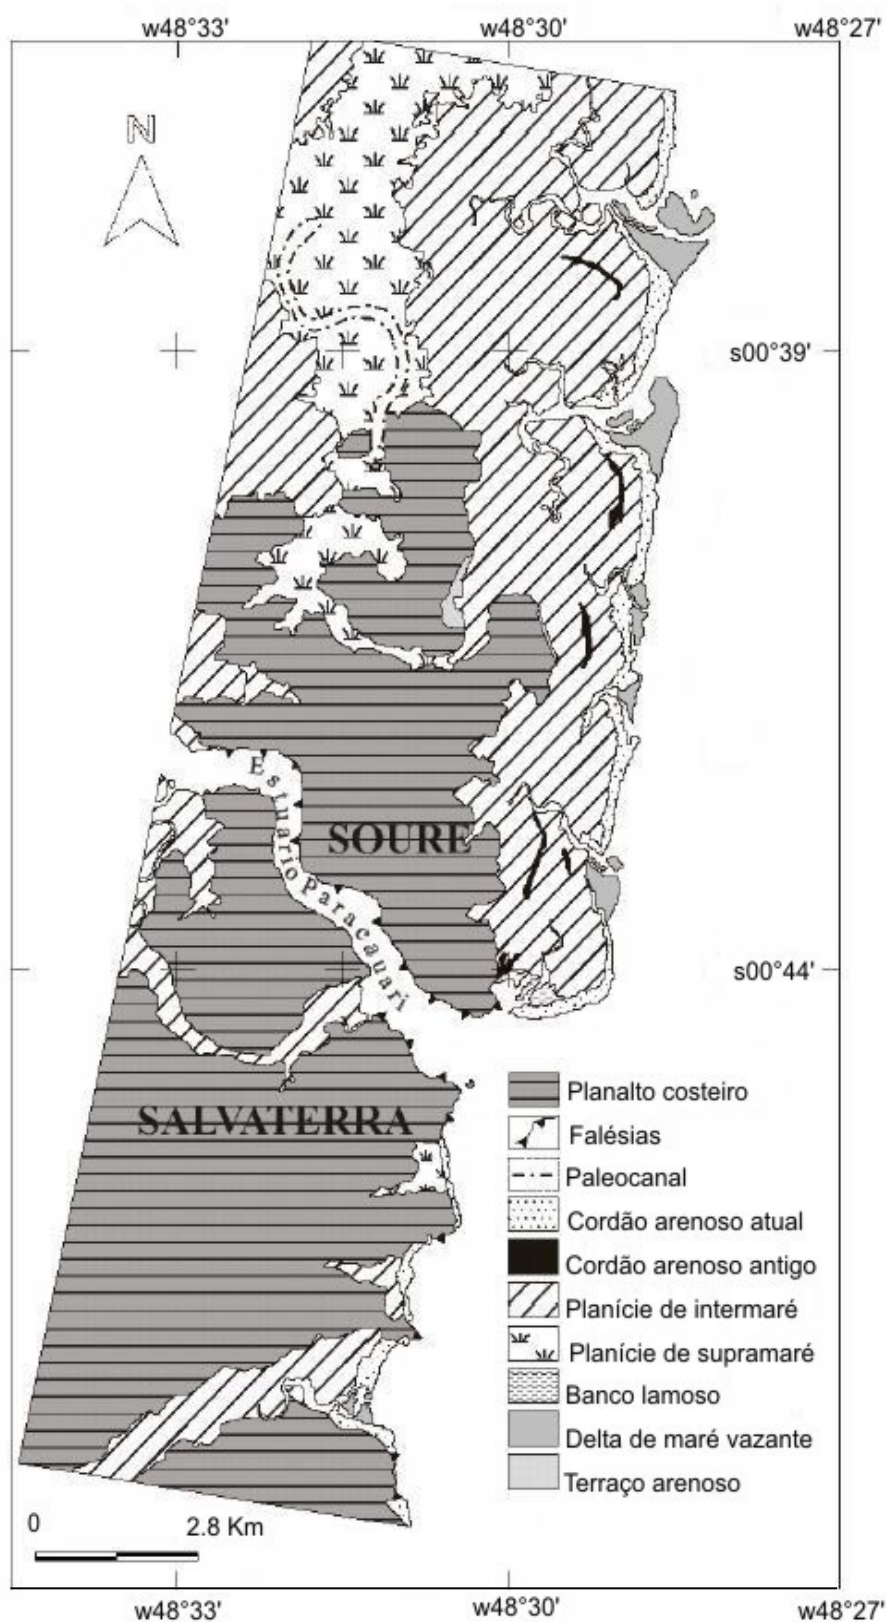 w48°33' w48°30' w48°27'
N
s00°39'
Estuario Paracauari
SOURE
s00°44'
SALVATERRA
Planalto costeiro
Falésias
Paleocanal
Cordão arenoso atual
Cordão arenoso antigo
Planície de intermaré
Planície de supramaré
Banco lamoso
Delta de maré vazante
Terraço arenoso
0 2.8 Km
w48°33' w48°30' w48°27'